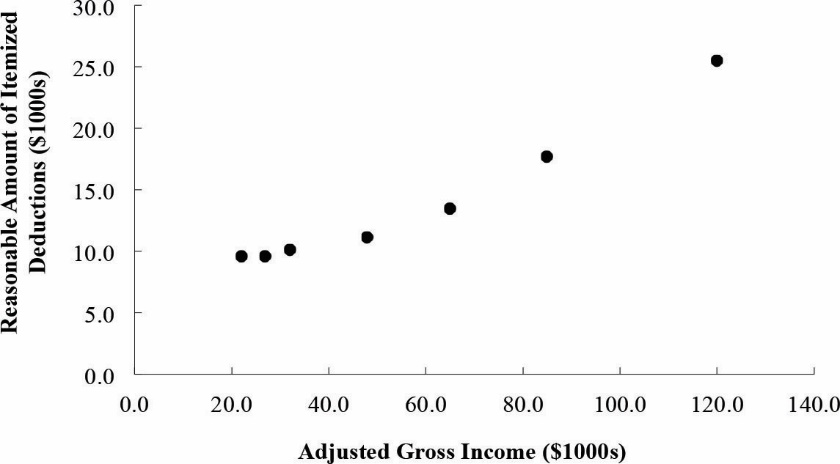 Reasonable Amount of Itemized
Deductions ($1000s)
30.0
25.0
20.0
15.0
10.0
5.0
0.0
0.0 20.0 40.0 60.0 80.0 100.0 120.0 140.0
Adjusted Gross Income ($1000s)